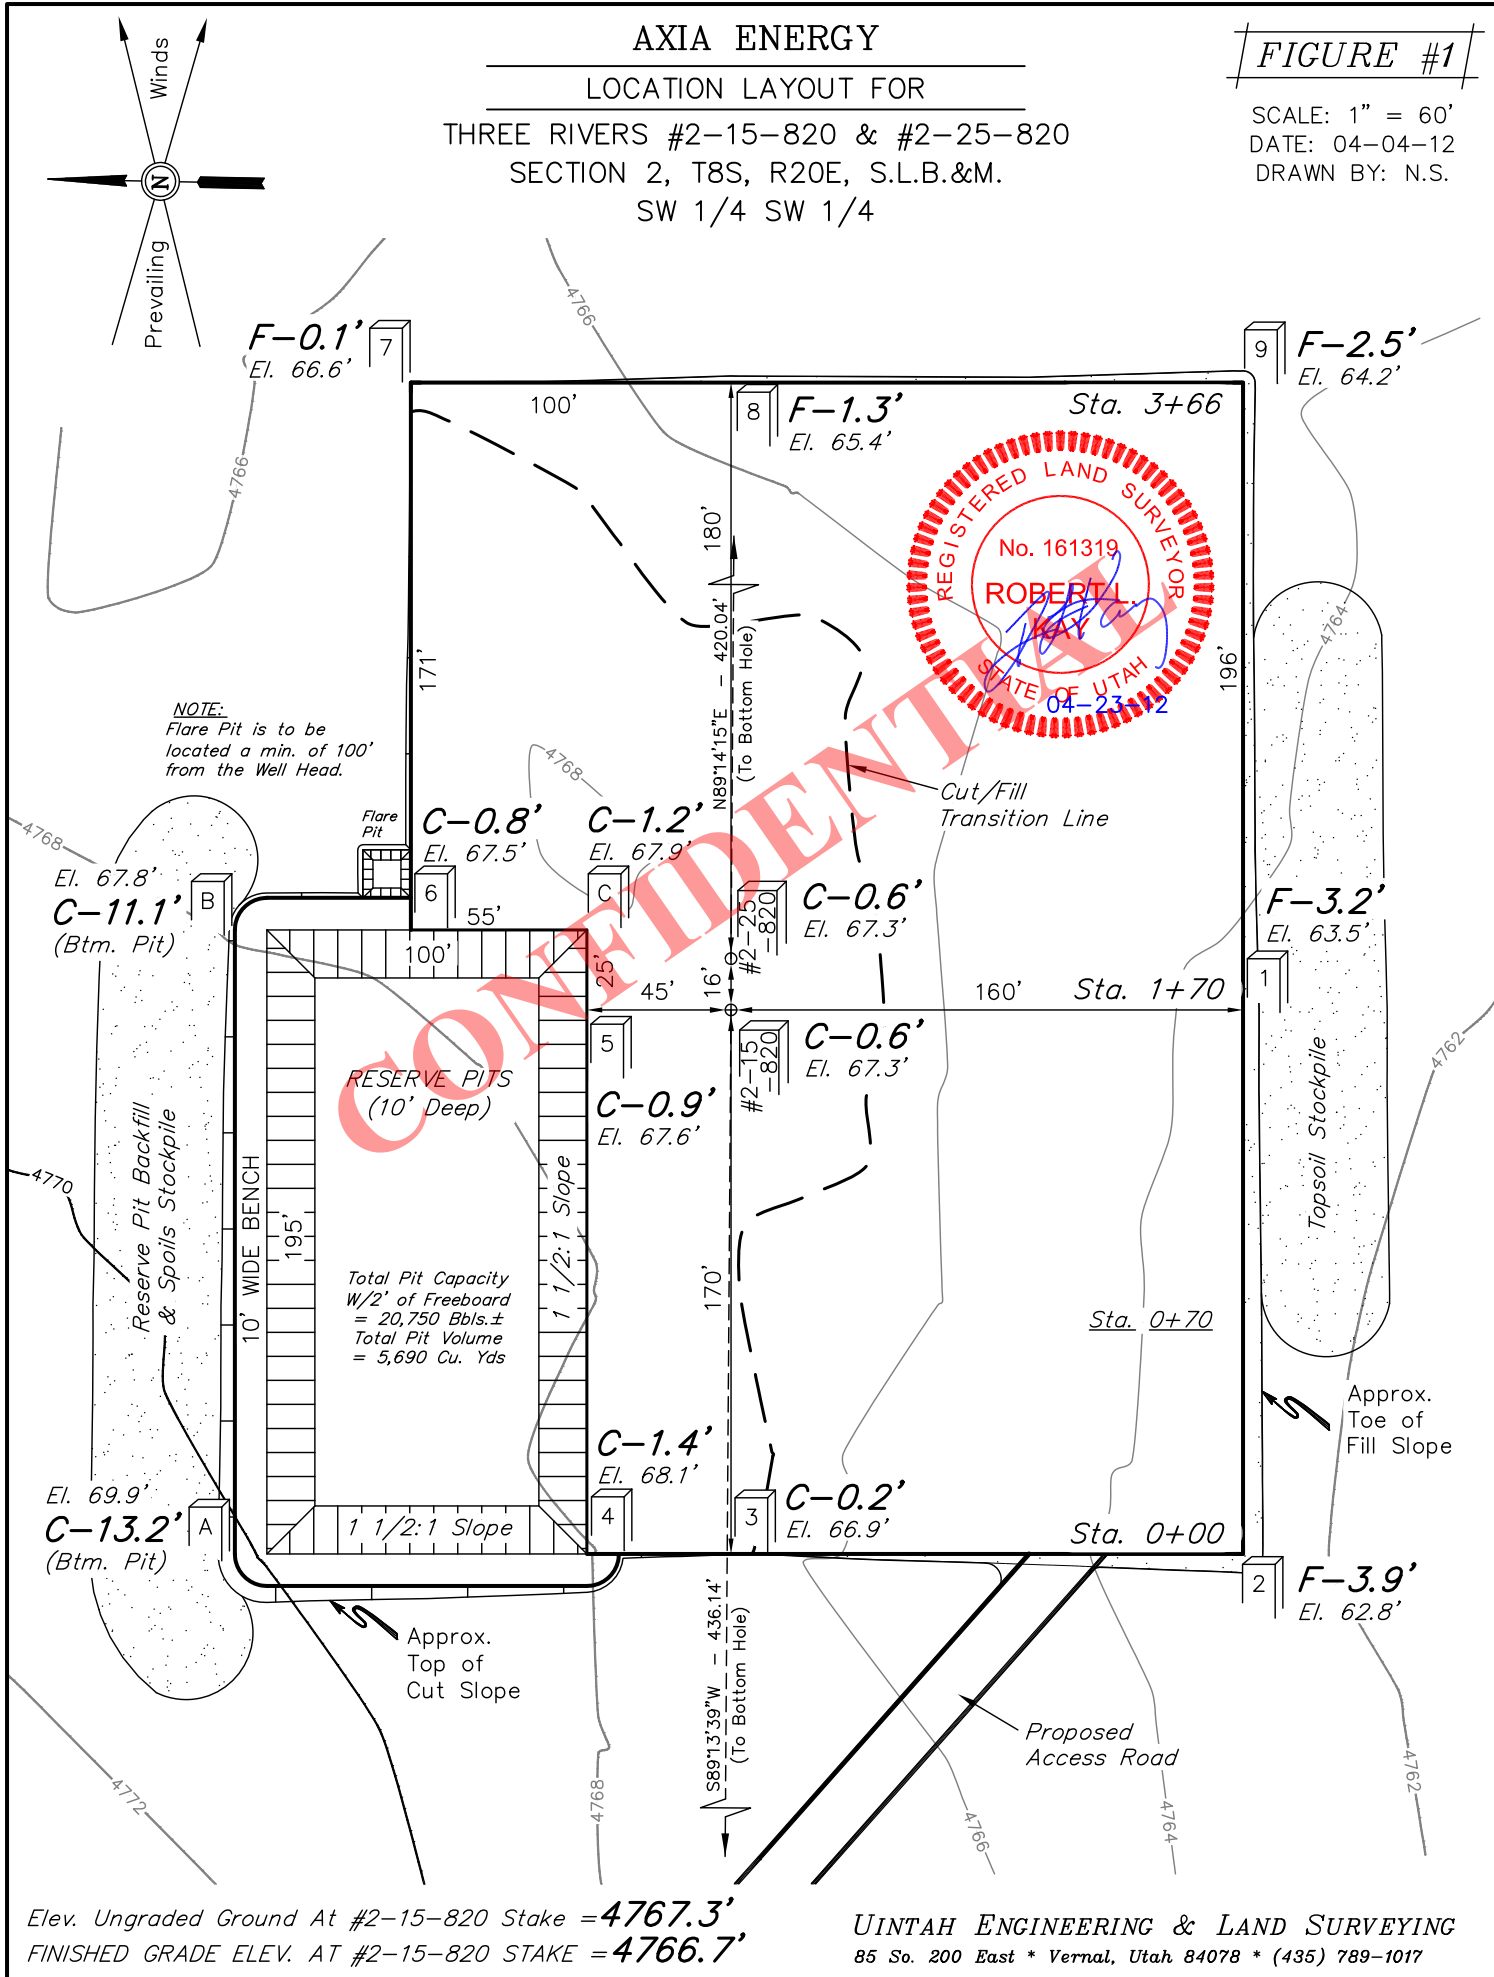 AXIA ENERGY
LOCATION LAYOUT FOR
THREE RIVERS #2-15-820 & #2-25-820
SECTION 2, T8S, R20E, S.L.B.&M.
SW 1/4 SW 1/4
FIGURE #1
SCALE: 1" = 60'
DATE: 04-04-12
DRAWN BY: N.S.
Winds
N
Prevailing
4766
F-0.1'
El. 66.6'
7
9
F-2.5'
El. 64.2'
100'
8
F-1.3'
El. 65.4'
Sta. 3+66
4766
180'
REGISTERED LAND SURVEYOR
No. 161319
ROBERT L.
KAY
STATE OF UTAH
04-23-12
CONFIDENTIAL
N89°14'15"E - 420.04'
(To Bottom Hole)
171'
196'
4764
NOTE:
Flare Pit is to be
located a min. of 100'
from the Well Head.
4768
Cut/Fill
Transition Line
Flare
Pit
C-0.8'
El. 67.5'
6
C-1.2'
El. 67.9'
C
4768
El. 67.8'
C-11.1'
(Btm. Pit)
B
55'
100'
25'
#2-25
-820
C-0.6'
El. 67.3'
F-3.2'
El. 63.5'
1
45'
16'
160'
Sta. 1+70
5
C-0.9'
El. 67.6'
#2-15
-820
C-0.6'
El. 67.3'
4762
RESERVE PITS
(10' Deep)
Topsoil Stockpile
4770
Reserve Pit Backfill
& Spoils Stockpile
10' WIDE BENCH
195'
1 1/2:1 Slope
170'
Total Pit Capacity
W/2' of Freeboard
= 20,750 Bbls.±
Total Pit Volume
= 5,690 Cu. Yds
Sta. 0+70
Approx.
Toe of
Fill Slope
C-1.4'
El. 68.1'
4
El. 69.9'
C-13.2'
(Btm. Pit)
A
1 1/2:1 Slope
3
C-0.2'
El. 66.9'
Sta. 0+00
2
F-3.9'
El. 62.8'
Approx.
Top of
Cut Slope
S89°13'39"W - 436.14'
(To Bottom Hole)
Proposed
Access Road
4772
4768
4766
4764
4762
Elev. Ungraded Ground At #2-15-820 Stake = 4767.3'
FINISHED GRADE ELEV. AT #2-15-820 STAKE = 4766.7'
UINTAH ENGINEERING & LAND SURVEYING
85 So. 200 East * Vernal, Utah 84078 * (435) 789-1017